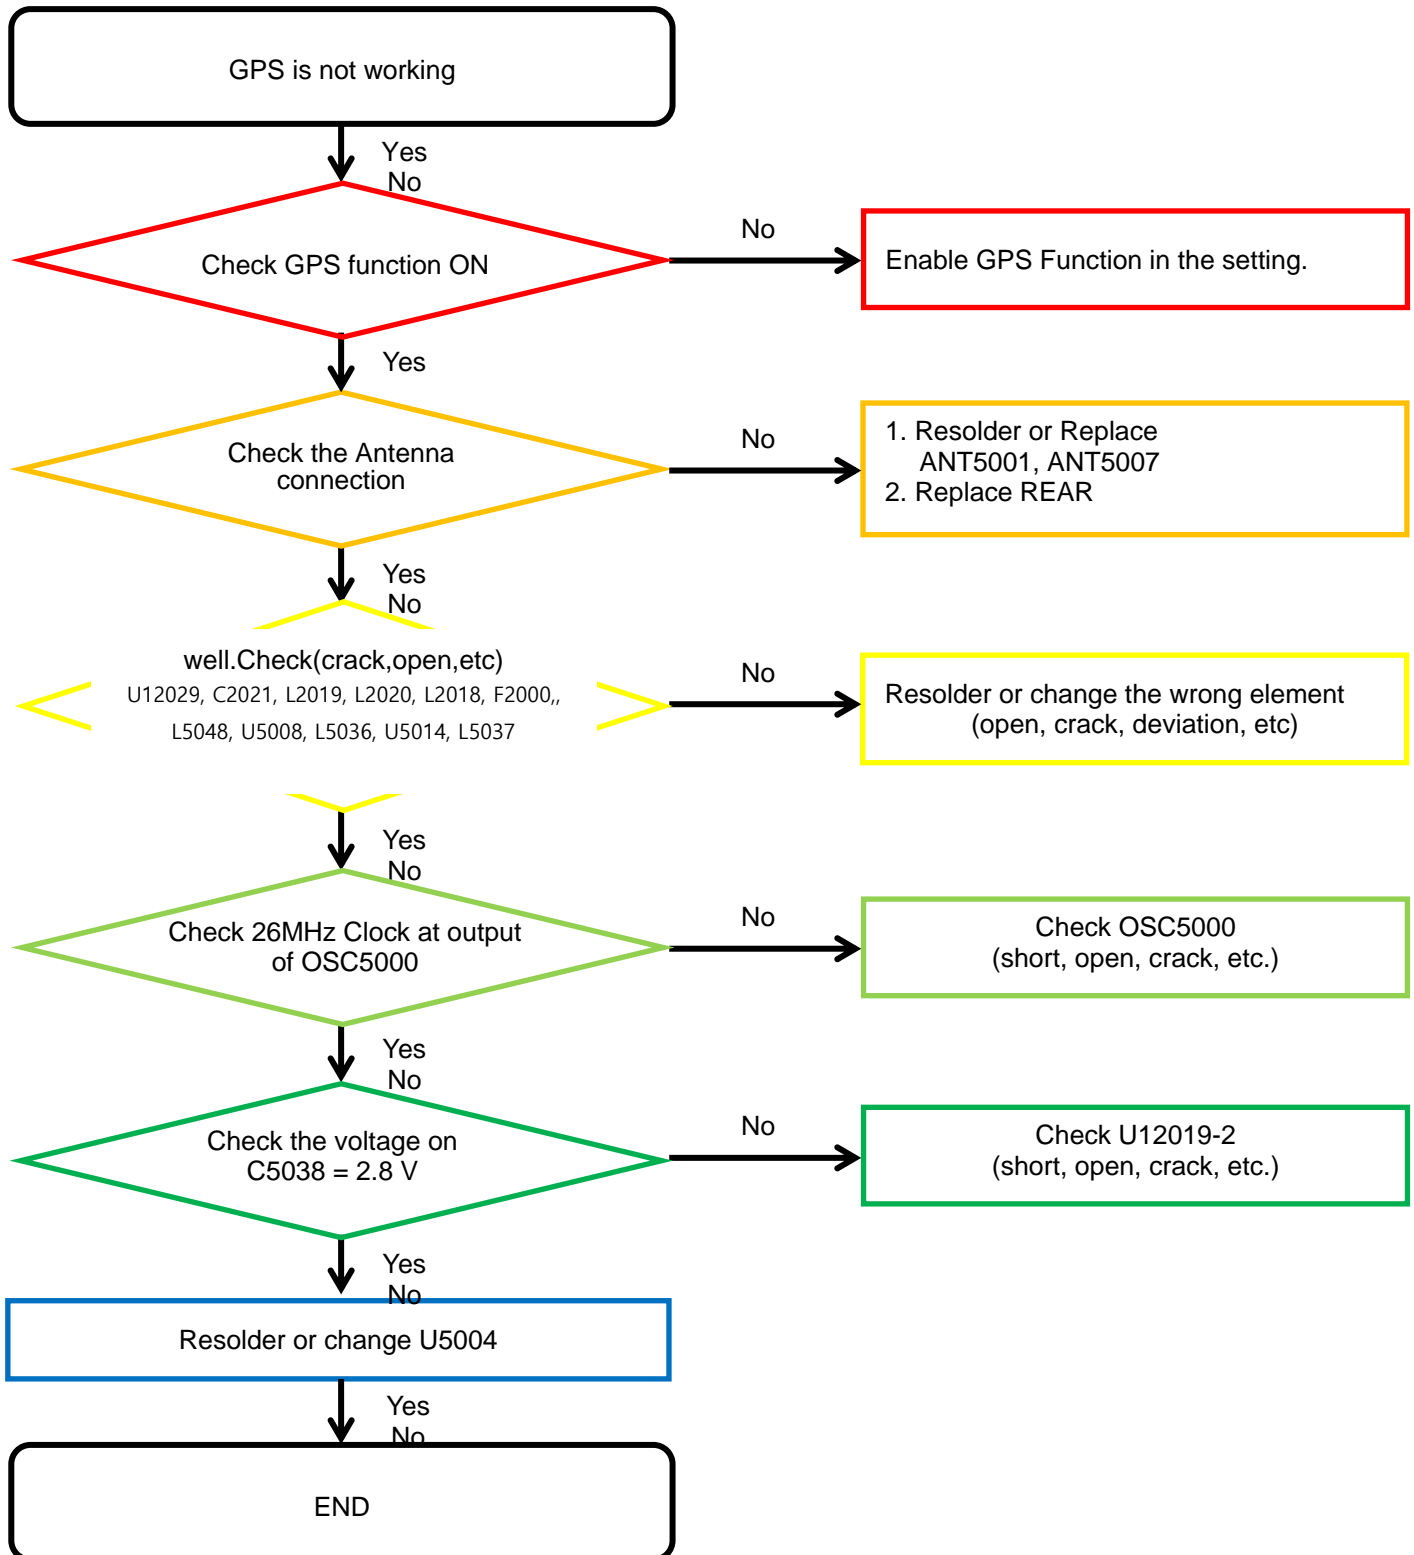 GPS is not working
Yes
No
Check GPS function ON
No
Enable GPS Function in the setting.
Yes
Check the Antenna
connection
No
1. Resolder or Replace
ANT5001, ANT5007
2. Replace REAR
Yes
No
well.Check(crack,open,etc)
U12029, C2021, L2019, L2020, L2018, F2000,,
L5048, U5008, L5036, U5014, L5037
No
Resolder or change the wrong element
(open, crack, deviation, etc)
Yes
No
Check 26MHz Clock at output
of OSC5000
No
Check OSC5000
(short, open, crack, etc.)
Yes
No
Check the voltage on
C5038 = 2.8 V
No
Check U12019-2
(short, open, crack, etc.)
Yes
No
Resolder or change U5004
Yes
No
END